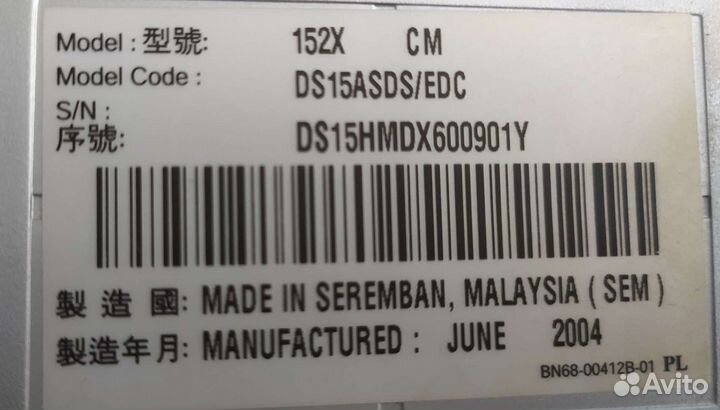 Model : 型號: 152X CM
Model Code : DS15ASDS/EDC
S/N :
序號: DS15HMDX600901Y
製造國: MADE IN SEREMBAN, MALAYSIA ( SEM )
製造年月: MANUFACTURED : JUNE 2004
BN68-00412B-01 PL
Avito